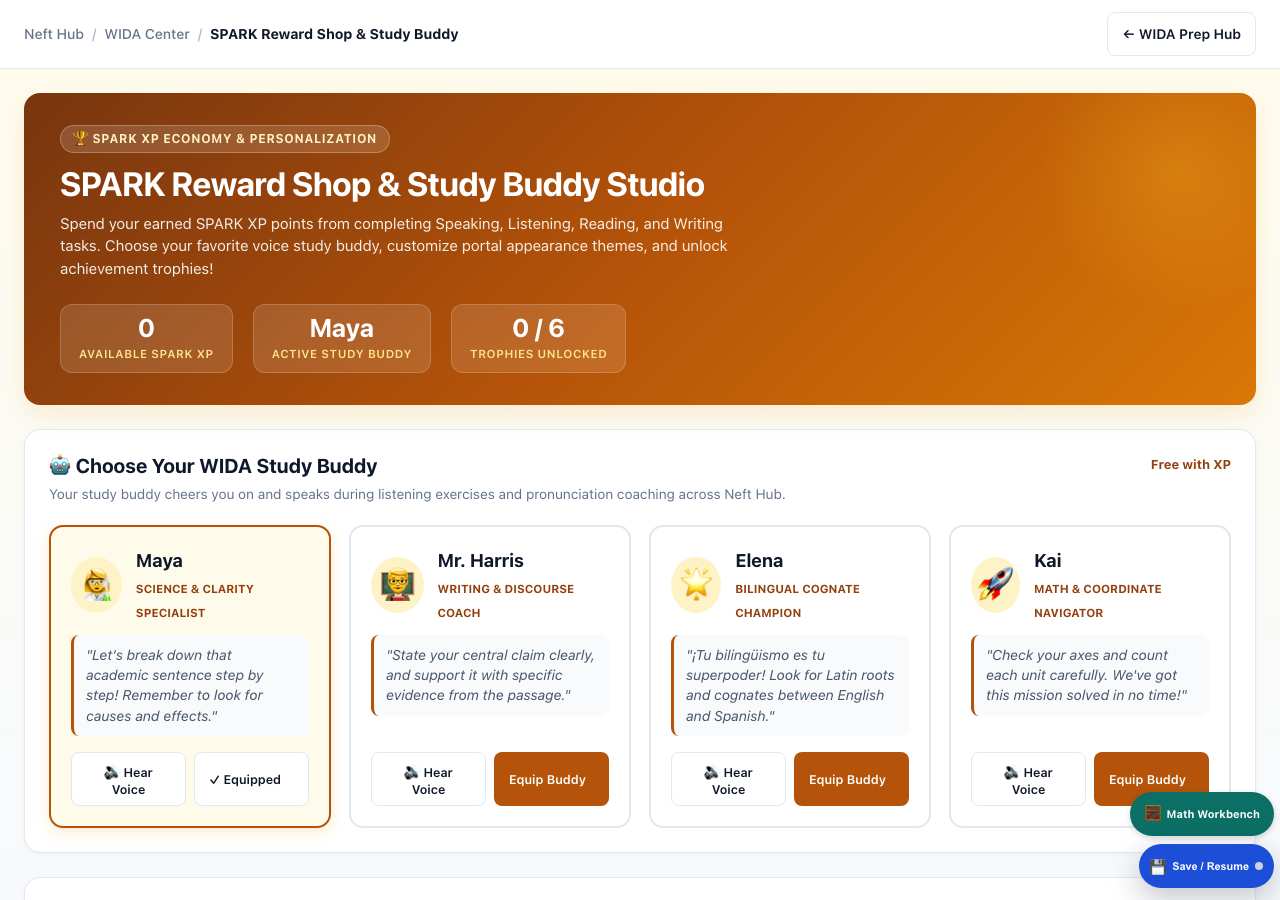 Neft Hub / WIDA Center / SPARK Reward Shop & Study Buddy
← WIDA Prep Hub
🏆 SPARK XP ECONOMY & PERSONALIZATION
SPARK Reward Shop & Study Buddy Studio
Spend your earned SPARK XP points from completing Speaking, Listening, Reading, and Writing
tasks. Choose your favorite voice study buddy, customize portal appearance themes, and unlock
achievement trophies!
0
AVAILABLE SPARK XP
Maya
ACTIVE STUDY BUDDY
0 / 6
TROPHIES UNLOCKED
🤖 Choose Your WIDA Study Buddy
Free with XP
Your study buddy cheers you on and speaks during listening exercises and pronunciation coaching across Neft Hub.
Maya
SCIENCE & CLARITY
SPECIALIST
"Let's break down that
academic sentence step by
step! Remember to look for
causes and effects."
🔈 Hear
Voice
✓ Equipped
Mr. Harris
WRITING & DISCOURSE
COACH
"State your central claim clearly,
and support it with specific
evidence from the passage."
🔈 Hear
Voice
Equip Buddy
Elena
BILINGUAL COGNATE
CHAMPION
"¡Tu bilingüismo es tu
superpoder! Look for Latin roots
and cognates between English
and Spanish."
🔈 Hear
Voice
Equip Buddy
Kai
MATH & COORDINATE
NAVIGATOR
"Check your axes and count
each unit carefully. We've got
this mission solved in no time!"
🔈 Hear
Voice
Equip Buddy
Math Workbench
💾 Save / Resume